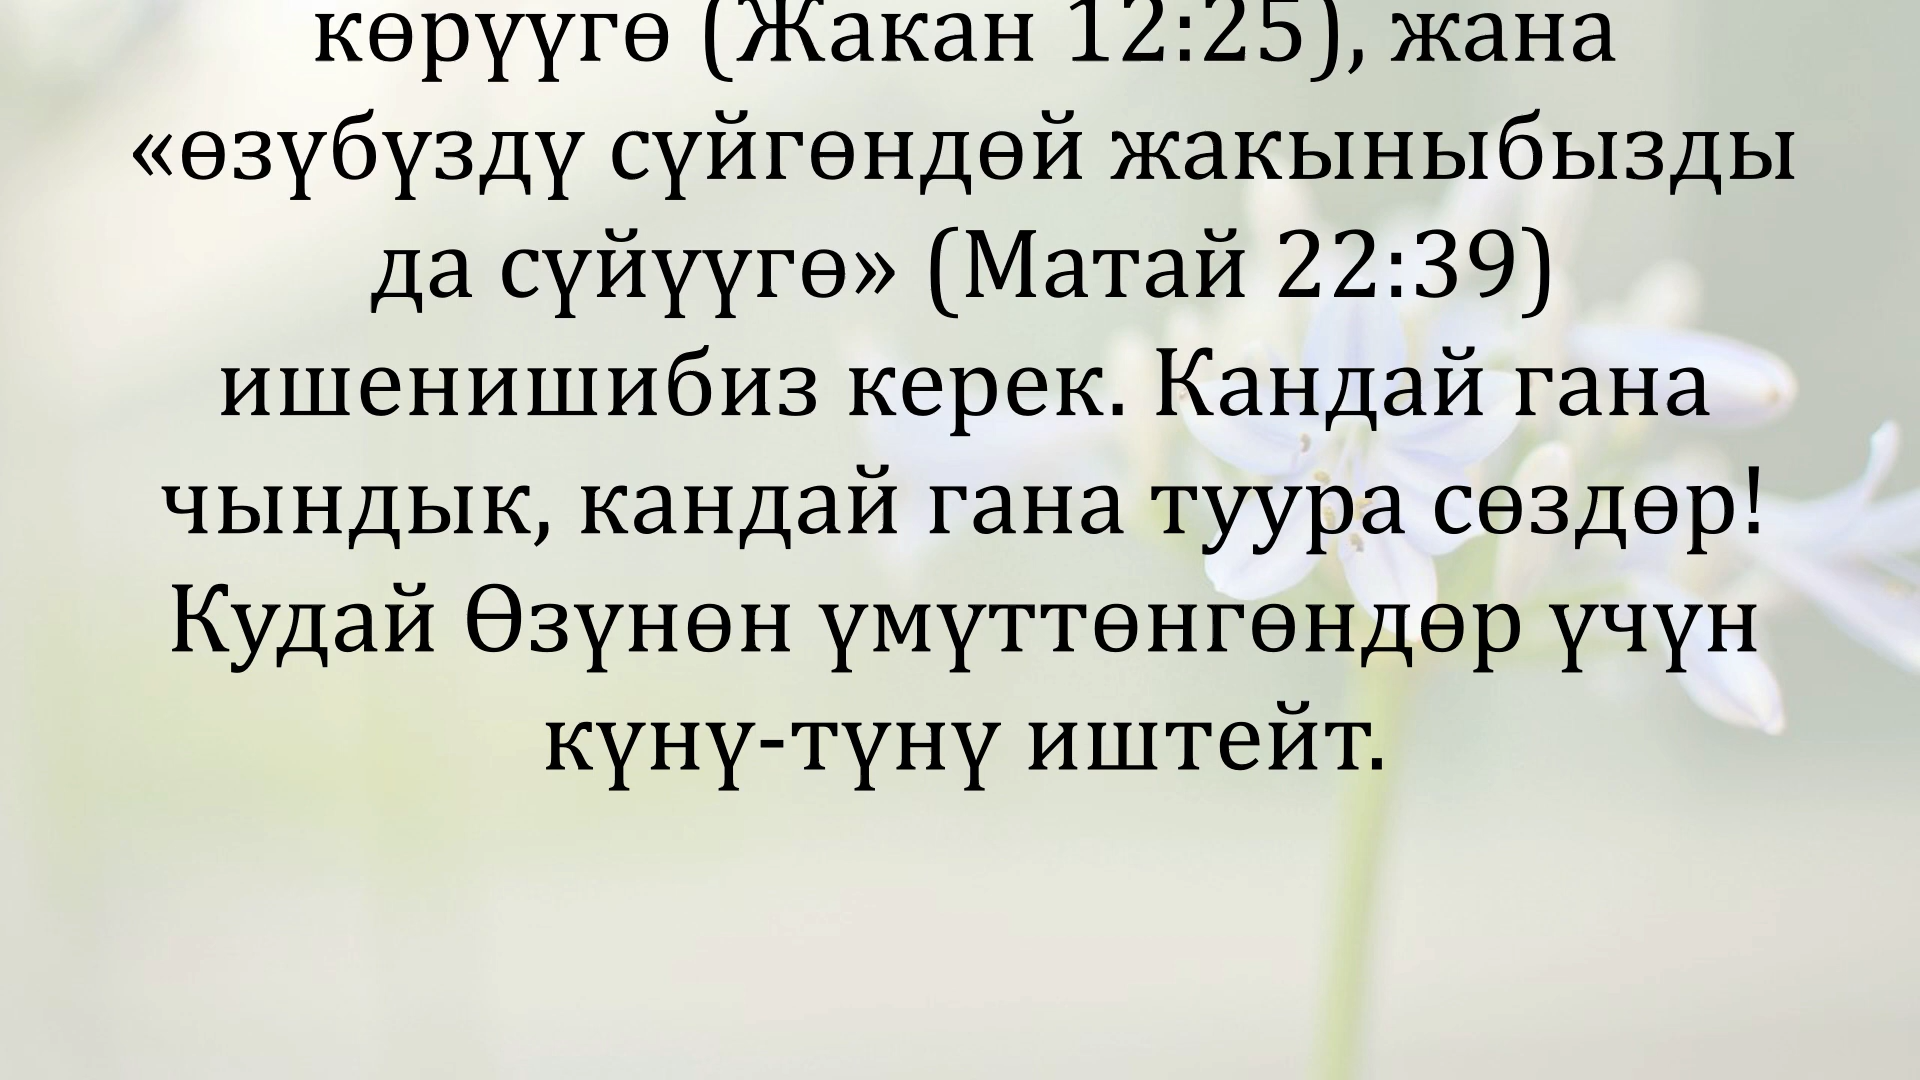 көрүүгө (Жакан 12:25), жана
«өзүбүздү сүйгөндөй жакыныбызды
да сүйүүгө» (Матай 22:39)
ишенишибиз керек. Кандай гана
чындык, кандай гана туура сөздөр!
Кудай Өзүнөн үмүттөнгөндөр үчүн
күнү-түнү иштейт.